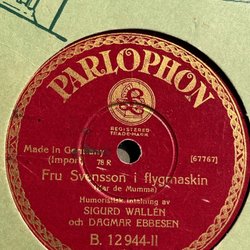 PARLOPHON
REGISTERED
TRADE-MARK
Made in Germany
(Import)
78 R
[67767]
Fru Svensson i flygmaskin
(Kar de Mumma)
Humoristisk intalning av
SIGURD WALLÉN
och DAGMAR EBBESEN
B. 12944-II